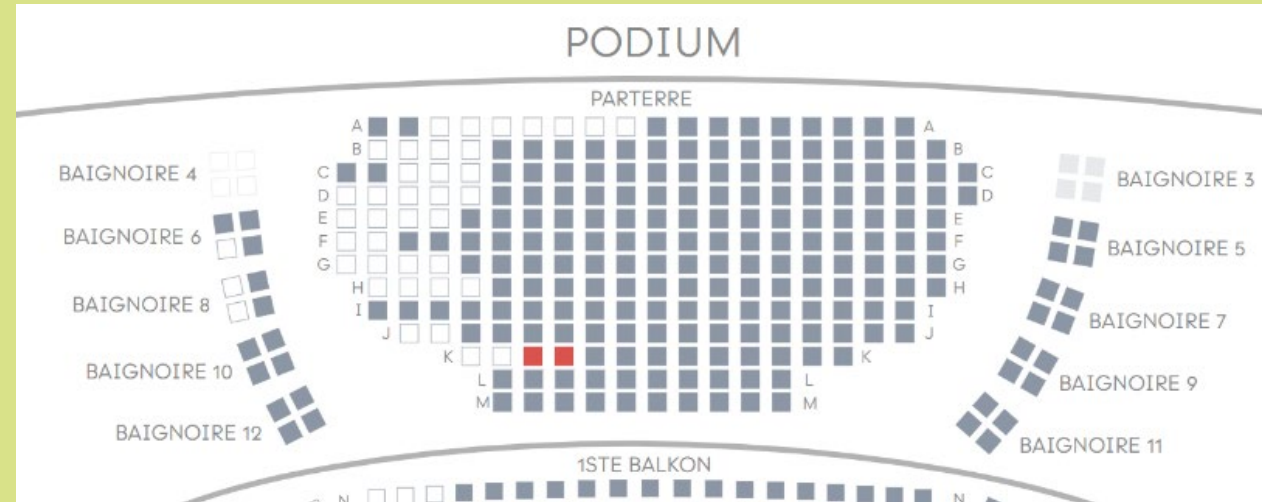 PODIUM
PARTERRE
A A
B B
C C
D D
E E
F F
G G
H H
I I
J J
K K
L L
M M
BAIGNOIRE 4
BAIGNOIRE 6
BAIGNOIRE 8
BAIGNOIRE 10
BAIGNOIRE 12
BAIGNOIRE 3
BAIGNOIRE 5
BAIGNOIRE 7
BAIGNOIRE 9
BAIGNOIRE 11
1STE BALKON
N N